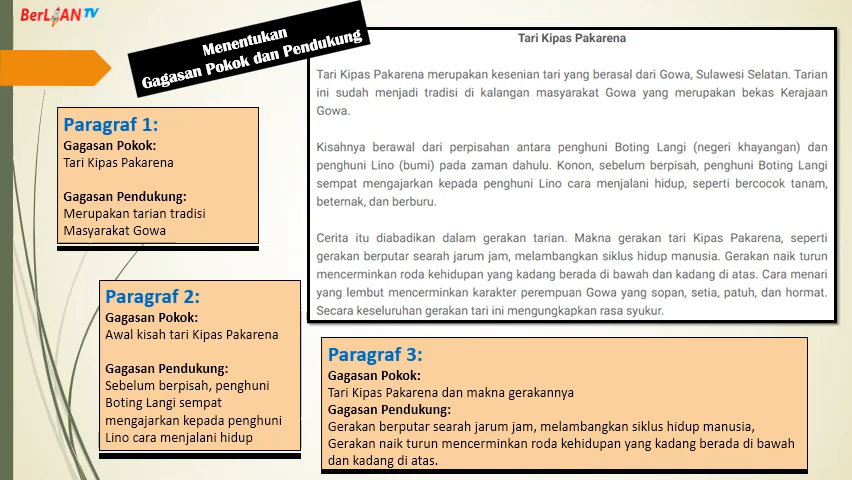 BerLIAN TV
Menentukan
Gagasan Pokok dan Pendukung
Tari Kipas Pakarena
Tari Kipas Pakarena merupakan kesenian tari yang berasal dari Gowa, Sulawesi Selatan. Tarian
ini sudah menjadi tradisi di kalangan masyarakat Gowa yang merupakan bekas Kerajaan
Gowa.
Kisahnya berawal dari perpisahan antara penghuni Boting Langi (negeri khayangan) dan
penghuni Lino (bumi) pada zaman dahulu. Konon, sebelum berpisah, penghuni Boting Langi
sempat mengajarkan kepada penghuni Lino cara menjalani hidup, seperti bercocok tanam,
beternak, dan berburu.
Cerita itu diabadikan dalam gerakan tarian. Makna gerakan tari Kipas Pakarena, seperti
gerakan berputar searah jarum jam, melambangkan siklus hidup manusia. Gerakan naik turun
mencerminkan roda kehidupan yang kadang berada di bawah dan kadang di atas. Cara menari
yang lembut mencerminkan karakter perempuan Gowa yang sopan, setia, patuh, dan hormat.
Secara keseluruhan gerakan tari ini mengungkapkan rasa syukur.
Paragraf 1:
Gagasan Pokok:
Tari Kipas Pakarena
Gagasan Pendukung:
Merupakan tarian tradisi
Masyarakat Gowa
Paragraf 2:
Gagasan Pokok:
Awal kisah tari Kipas Pakarena
Gagasan Pendukung:
Sebelum berpisah, penghuni
Boting Langi sempat
mengajarkan kepada penghuni
Lino cara menjalani hidup
Paragraf 3:
Gagasan Pokok:
Tari Kipas Pakarena dan makna gerakannya
Gagasan Pendukung:
Gerakan berputar searah jarum jam, melambangkan siklus hidup manusia,
Gerakan naik turun mencerminkan roda kehidupan yang kadang berada di bawah
dan kadang di atas.